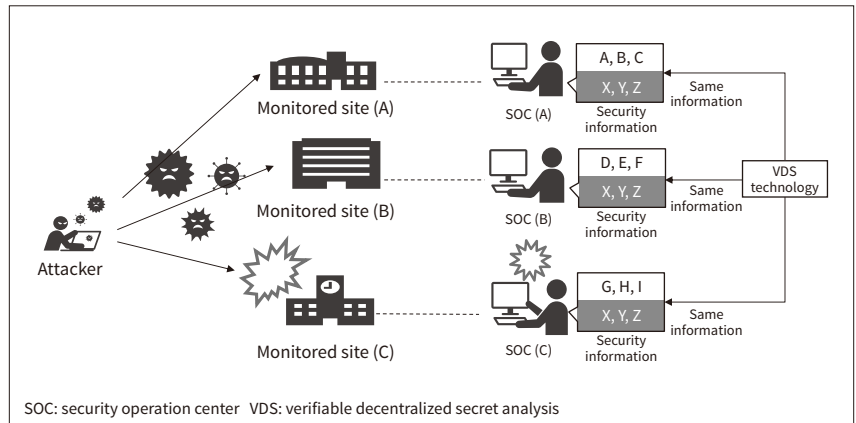 Monitored site (A)
SOC (A)
A, B, C
X, Y, Z
Security
information
Same
information
Monitored site (B)
SOC (B)
D, E, F
X, Y, Z
Security
information
Same
information
VDS
technology
Attacker
Monitored site (C)
SOC (C)
G, H, I
X, Y, Z
Security
information
Same
information
SOC: security operation center VDS: verifiable decentralized secret analysis